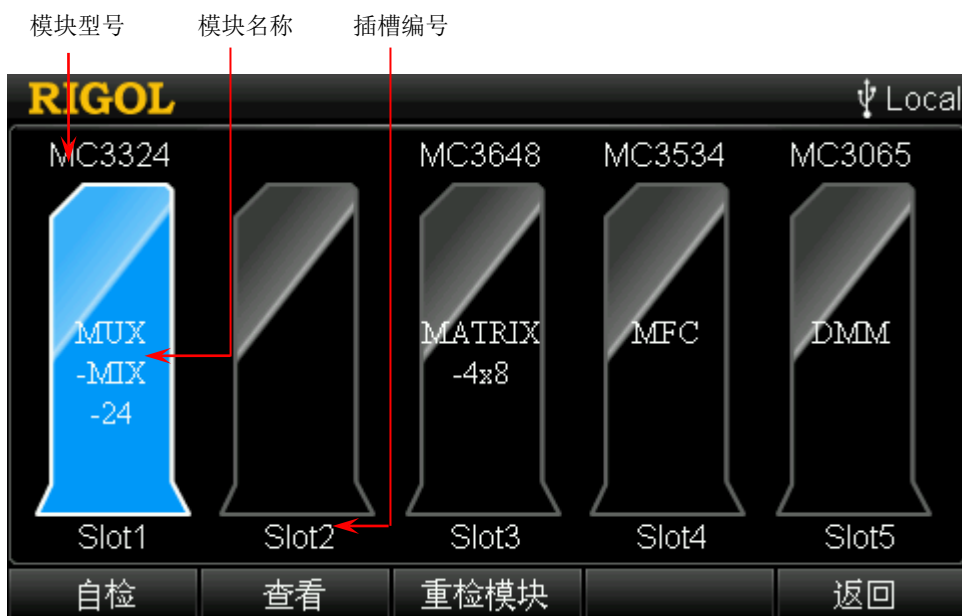 模块型号 模块名称 插槽编号
RIGOL Local
MC3324 MC3648 MC3534 MC3065
MUX
-MIX
-24
MATRIX
-4x8
MFC
DMM
Slot1 Slot2 Slot3 Slot4 Slot5
自检 查看 重检模块 返回